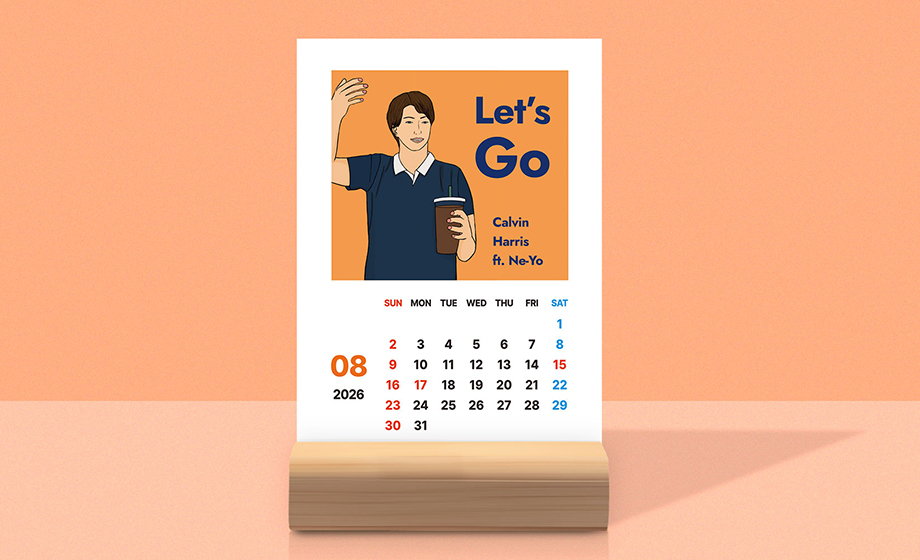 Let's
Go
Calvin
Harris
ft. Ne-Yo
SUN MON TUE WED THU FRI SAT
1
2 3 4 5 6 7 8
9 10 11 12 13 14 15
16 17 18 19 20 21 22
23 24 25 26 27 28 29
30 31
08
2026